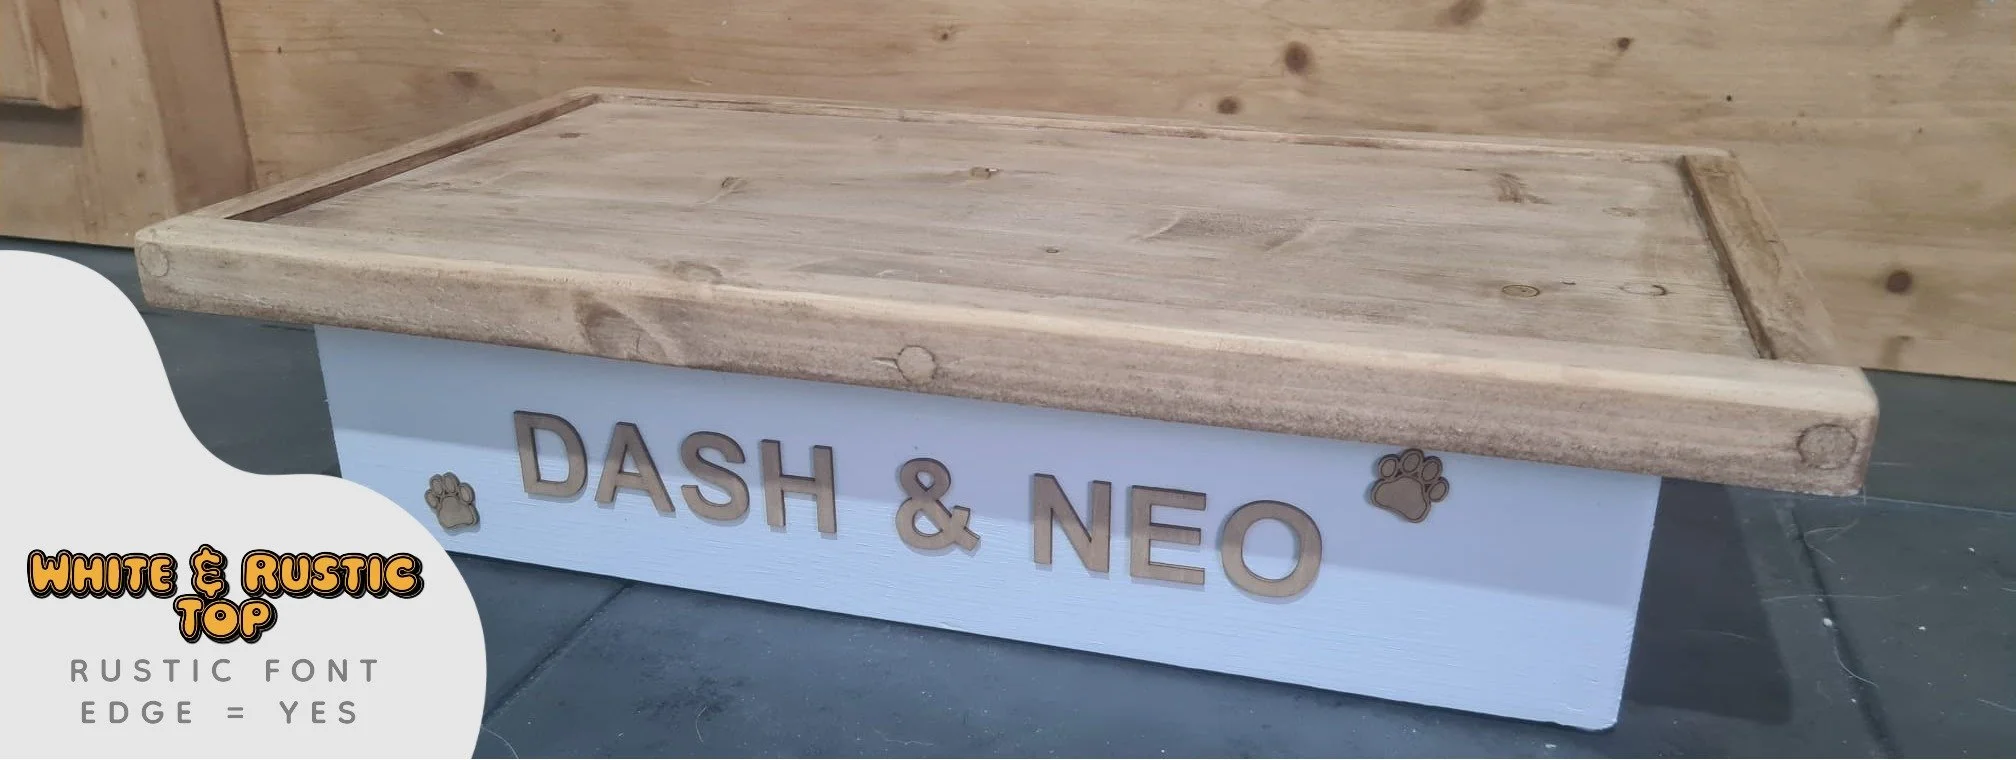 DASH & NEO
WHITE & RUSTIC
TOP
RUSTIC FONT
EDGE = YES